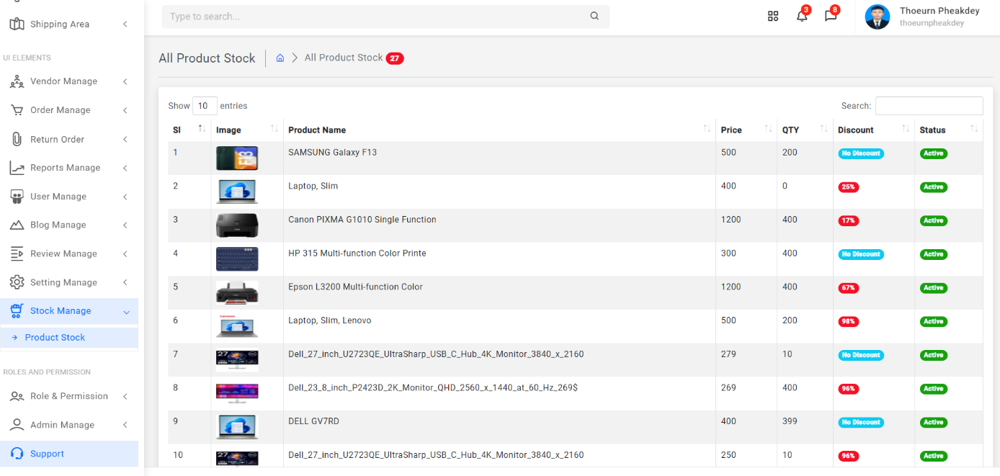 Type to search...
3
8
Thoeurn Pheakdey
thoeurnpheakdey
Shipping Area
UI ELEMENTS
Vendor Manage
Order Manage
Return Order
Reports Manage
User Manage
Blog Manage
Review Manage
Setting Manage
Stock Manage
Product Stock
ROLES AND PERMISSION
Role & Permission
Admin Manage
Support
All Product Stock
All Product Stock 27
Show 10 entries
Search:
Sl Image Product Name Price QTY Discount Status
1 SAMSUNG Galaxy F13 500 200 No Discount Active
2 Laptop, Slim 400 0 25% Active
3 Canon PIXMA G1010 Single Function 1200 400 17% Active
4 HP 315 Multi-function Color Printe 300 400 No Discount Active
5 Epson L3200 Multi-function Color 1200 400 67% Active
6 Laptop, Slim, Lenovo 500 200 98% Active
7 Dell_27_inch_U2723QE_UltraSharp_USB_C_Hub_4K_Monitor_3840_x_2160 279 10 No Discount Active
8 Dell_23_8_inch_P2423D_2K_Monitor_QHD_2560_x_1440_at_60_Hz_269$ 269 400 96% Active
9 DELL GV7RD 400 399 No Discount Active
10 Dell_27_inch_U2723QE_UltraSharp_USB_C_Hub_4K_Monitor_3840_x_2160 250 10 96% Active